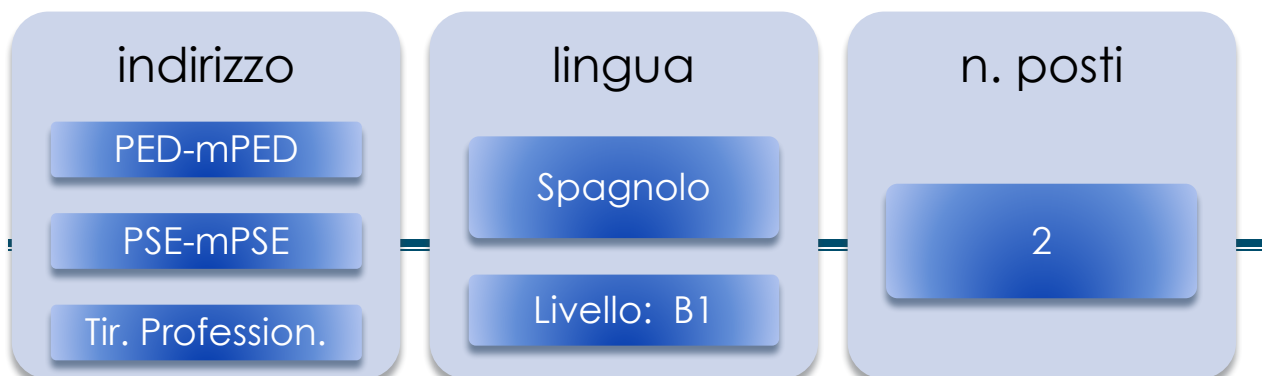 indirizzo
PED-mPED
PSE-mPSE
Tir. Profession.
lingua
Spagnolo
Livello: B1
n. posti
2